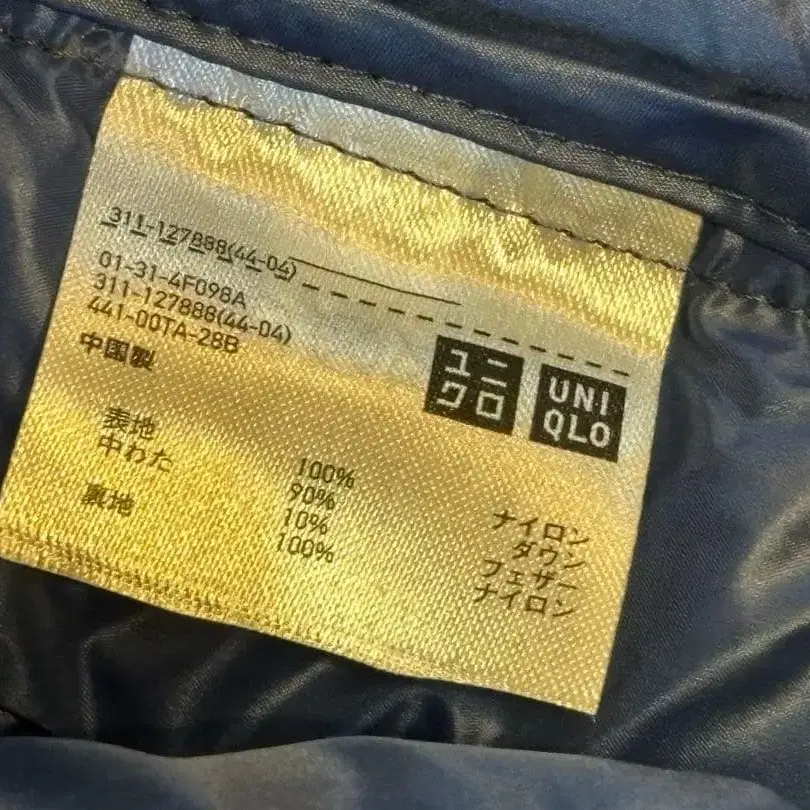 311-127888(44-04)
01-31-4F098A
311-127888(44-04)
441-00TA-28B
中国製
ユニ
クロ
UNI
QLO
表地 100% ナイロン
中わた 90% ダウン
10% フェザー
裏地 100% ナイロン